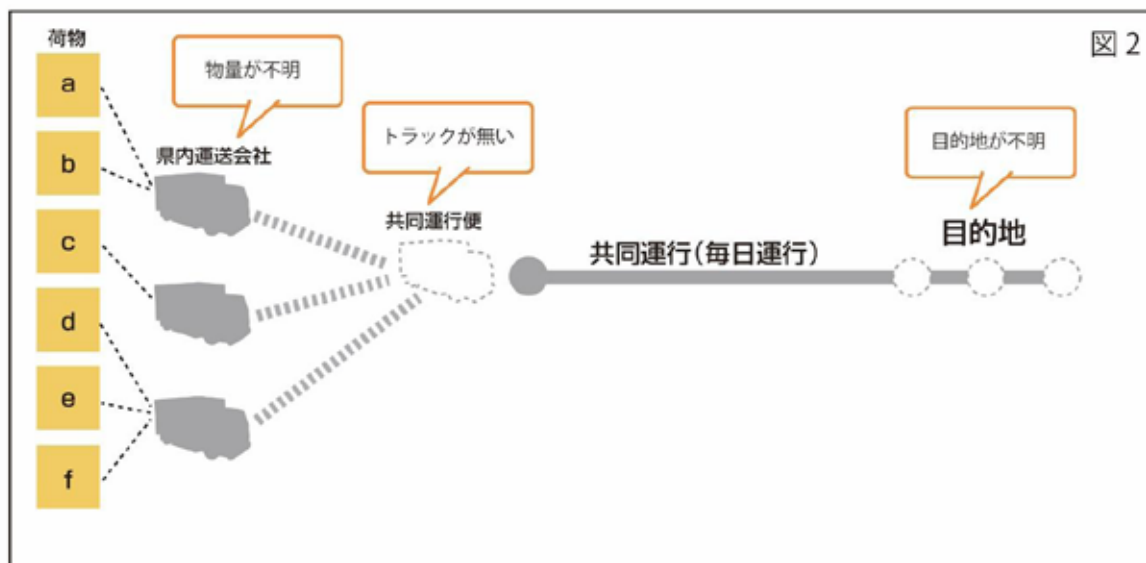 図 2
荷物
a
b
c
d
e
f
物量が不明
県内運送会社
トラックが無い
共同運行便
共同運行(毎日運行)
目的地が不明
目的地